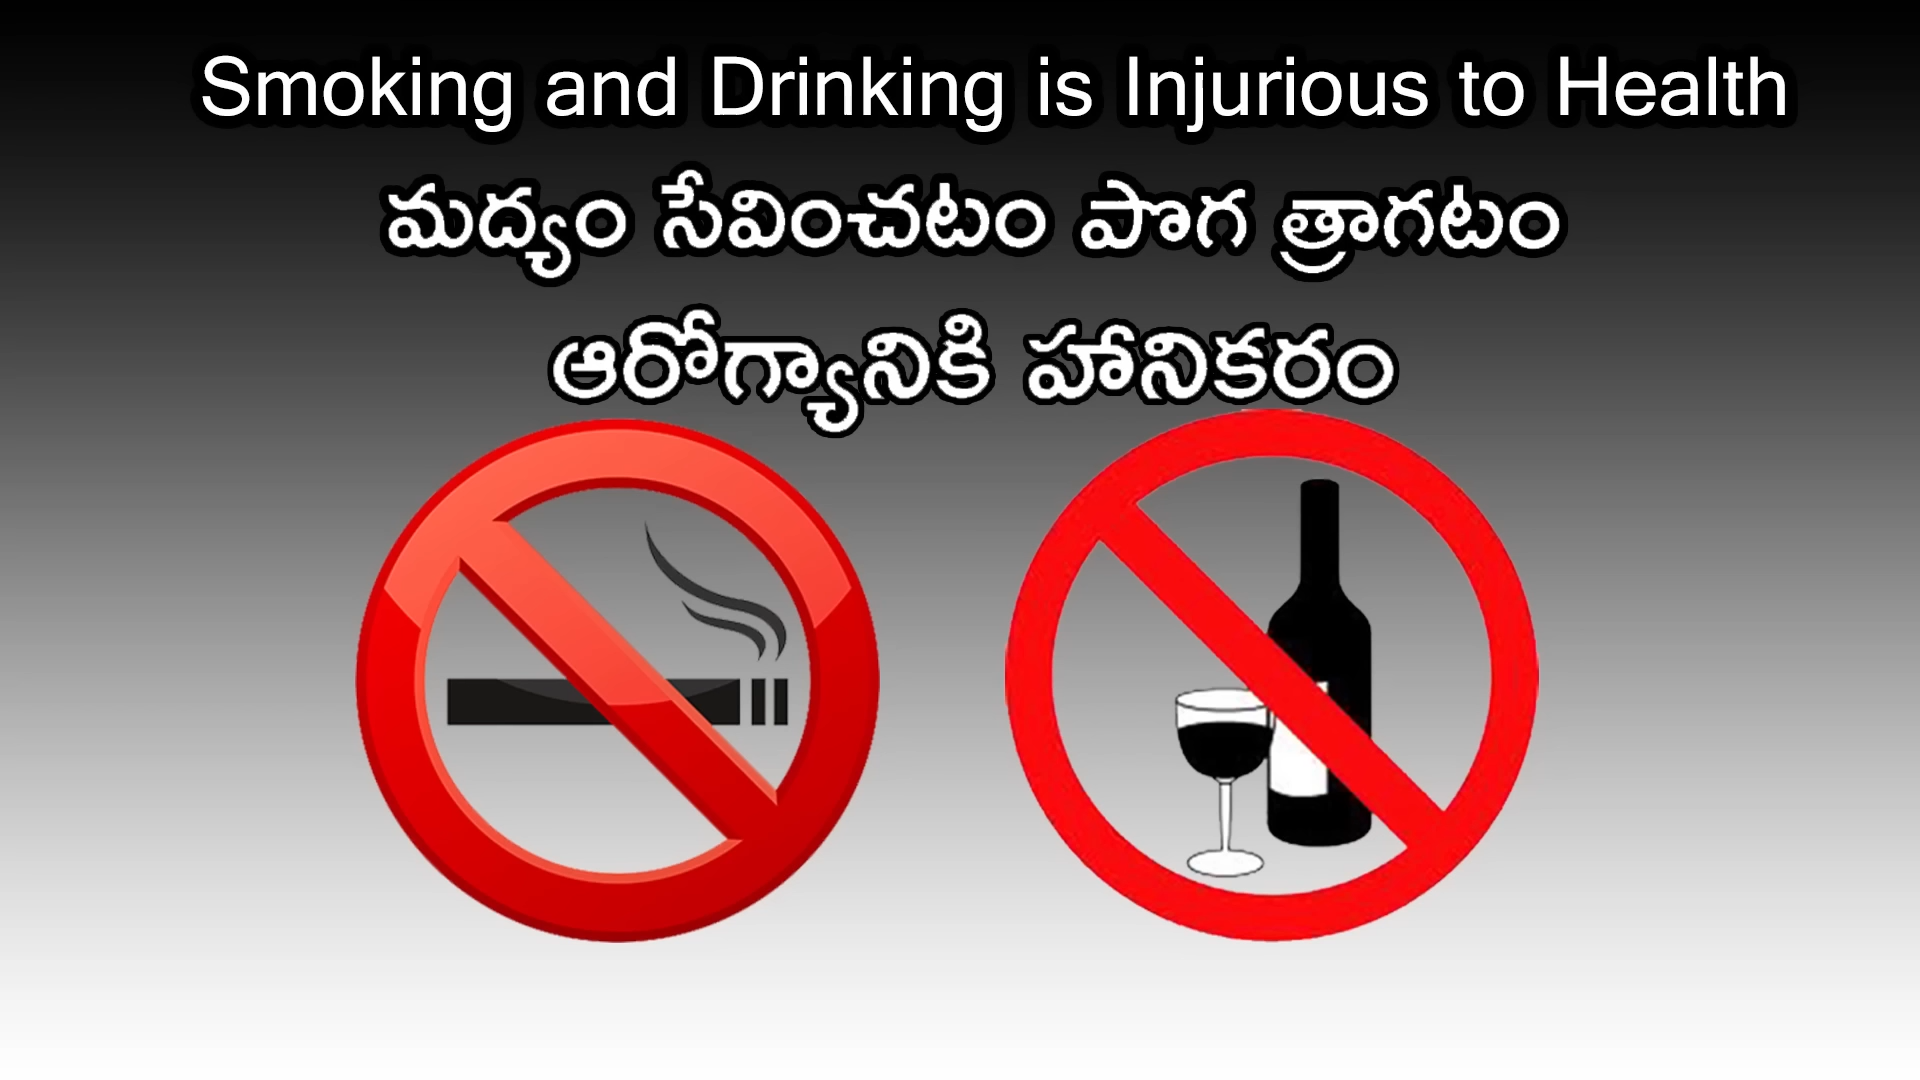 Smoking and Drinking is Injurious to Health
మద్యం సేవించటం పొగ త్రాగటం
ఆరోగ్యానికి హానికరం